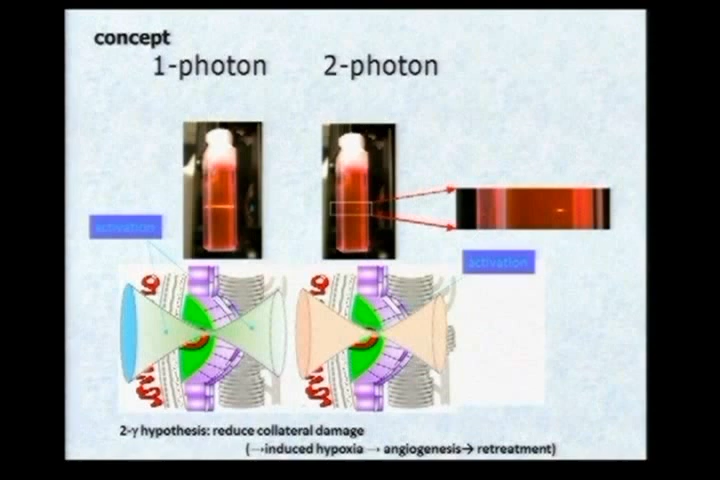 concept
1-photon 2-photon
activation
activation
2-γ hypothesis: reduce collateral damage
(→induced hypoxia → angiogenesis→ retreatment)